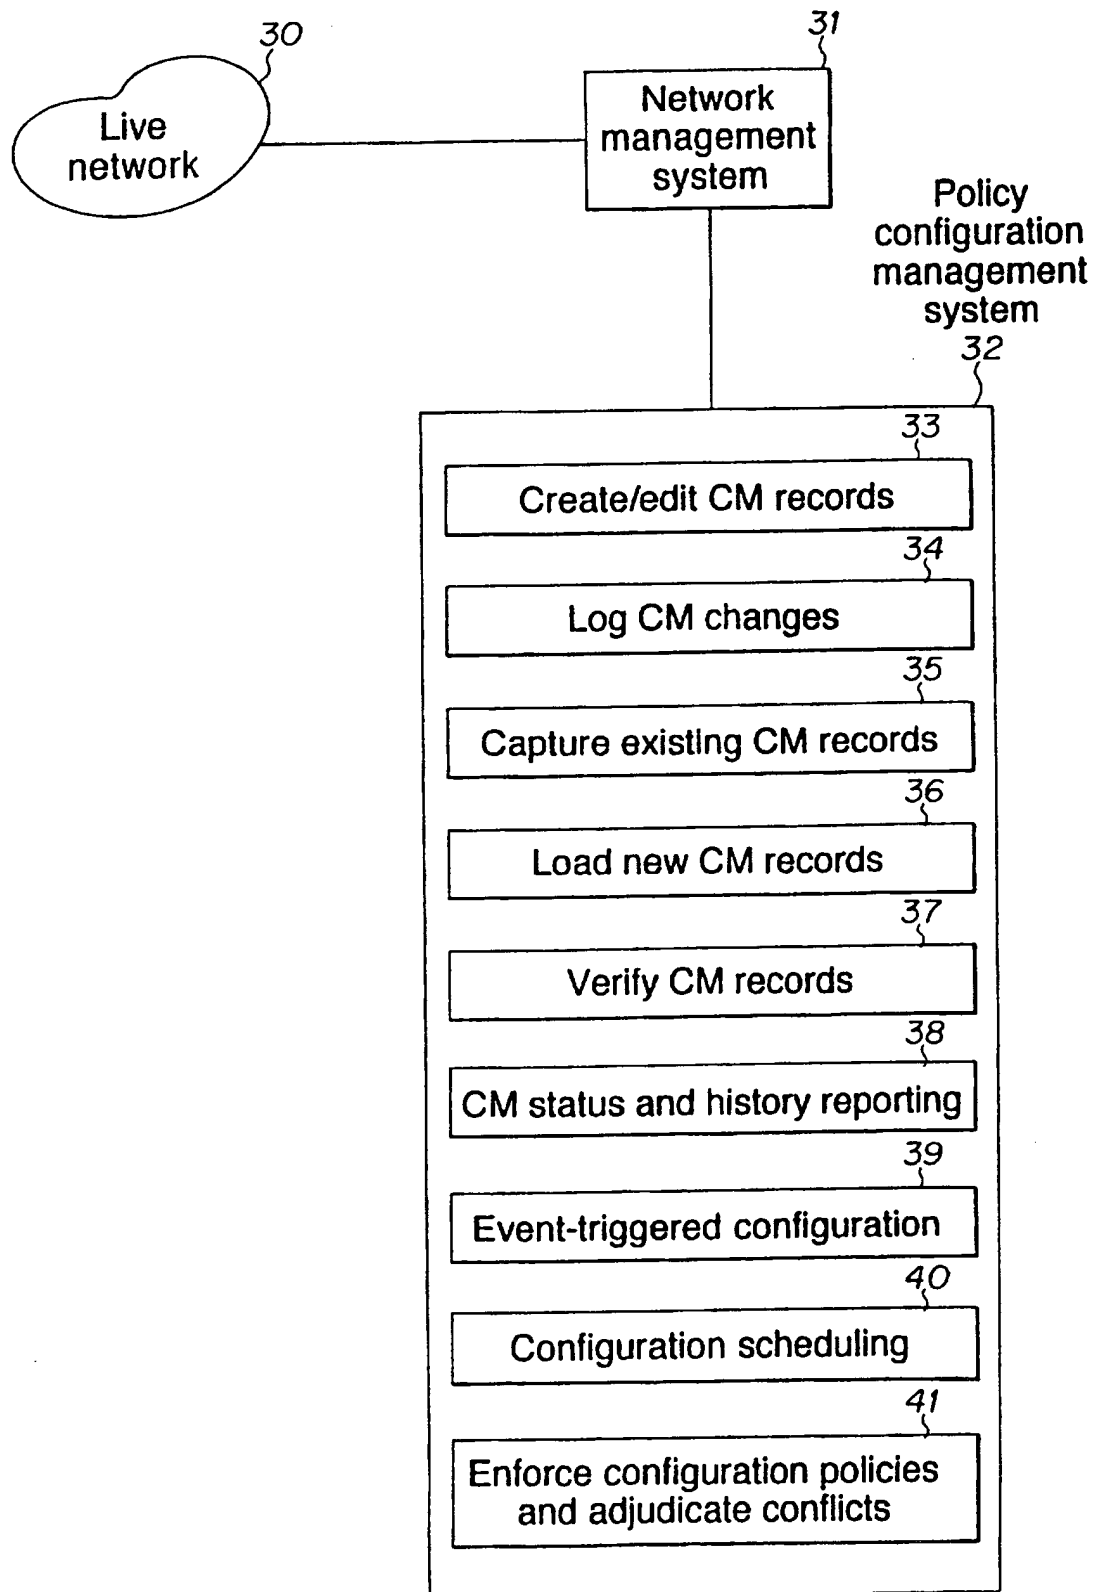 30
31
Live
network
Network
management
system
Policy
configuration
management
system
32
33
Create/edit CM records
34
Log CM changes
35
Capture existing CM records
36
Load new CM records
37
Verify CM records
38
CM status and history reporting
39
Event-triggered configuration
40
Configuration scheduling
41
Enforce configuration policies
and adjudicate conflicts